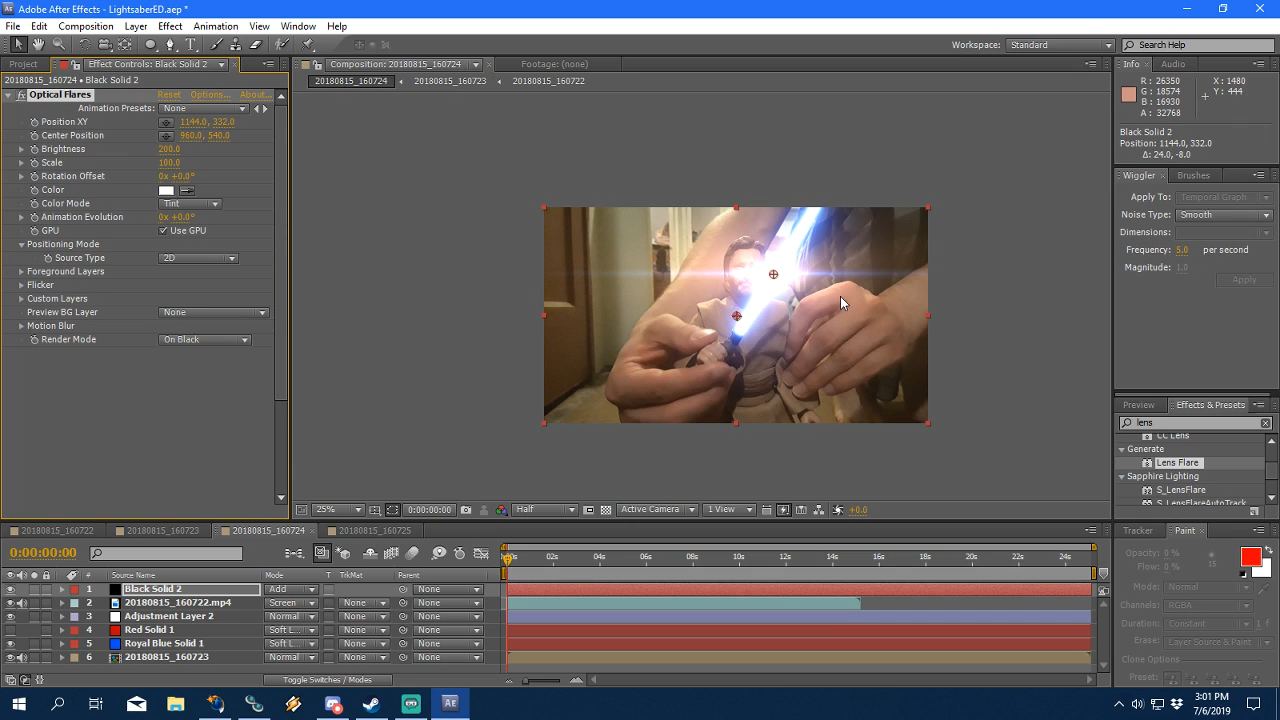 Adobe After Effects - LightsaberED.aep *
File Edit Composition Layer Effect Animation View Window Help
Workspace: Standard Search Help
Project Effect Controls: Black Solid 2 Composition: 20180815_160724 Footage: (none) Info Audio
20180815_160724 • Black Solid 2
20180815_160724 20180815_160723 20180815_160722
R: 26350 X: 1480
G: 18574 Y: 444
B: 16930
A: 32768
Black Solid 2
Position: 1144.0, 332.0
Δ: 24.0, -8.0
Optical Flares Reset Options... About...
Animation Presets: None
Position XY 1144.0, 332.0
Center Position 960.0, 540.0
Brightness 200.0
Scale 100.0
Rotation Offset 0x +0.0°
Color
Color Mode Tint
Animation Evolution 0x +0.0°
GPU Use GPU
Positioning Mode
Source Type 2D
Foreground Layers
Flicker
Custom Layers
Preview BG Layer None
Motion Blur
Render Mode On Black
Wiggler Brushes
Apply To: Temporal Graph
Noise Type: Smooth
Dimensions:
Frequency: 5.0 per second
Magnitude: 1.0
Apply
Preview Effects & Presets
lens
CC Lens
Generate
Lens Flare
Sapphire Lighting
S_LensFlare
S_LensFlareAutoTrack
25% 0:00:00:00 Half Active Camera 1 View +0.0
20180815_160722 20180815_160723 20180815_160724 20180815_160725
0:00:00:00
02s 04s 06s 08s 10s 12s 14s 16s 18s 20s 22s 24s
# Source Name Mode T TrkMat Parent
1 Black Solid 2 Add None
2 20180815_160722.mp4 Screen None None
3 Adjustment Layer 2 Normal None None
4 Red Solid 1 Soft L... None None
5 Royal Blue Solid 1 Soft L... None None
6 20180815_160723 Normal None None
Toggle Switches / Modes
Tracker Paint
Opacity: 0 %
Flow: 0 %
Mode: Normal
Channels: RGBA
Duration: Constant 1 f
Erase: Layer Source & Paint
Clone Options
Preset:
3:01 PM
7/6/2019